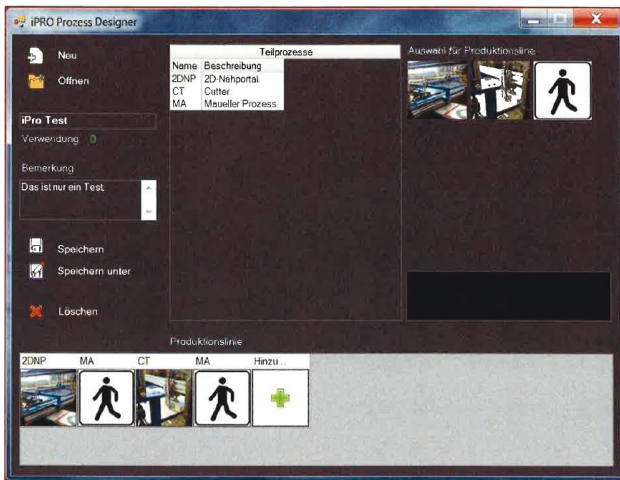 iPRO Prozess Designer
Neu
Öffnen
iPro Test
Verwendung 0
Bemerkung
Das ist nur ein Test.
Speichern
Speichern unter
Löschen
Teilprozesse
Name Beschreibung
2DNP 2D-Nähportal
CT Cutter
MA Maueller Prozess
Auswahl für Produktionsline
Produktionslinie
2DNP MA CT MA Hinzu...